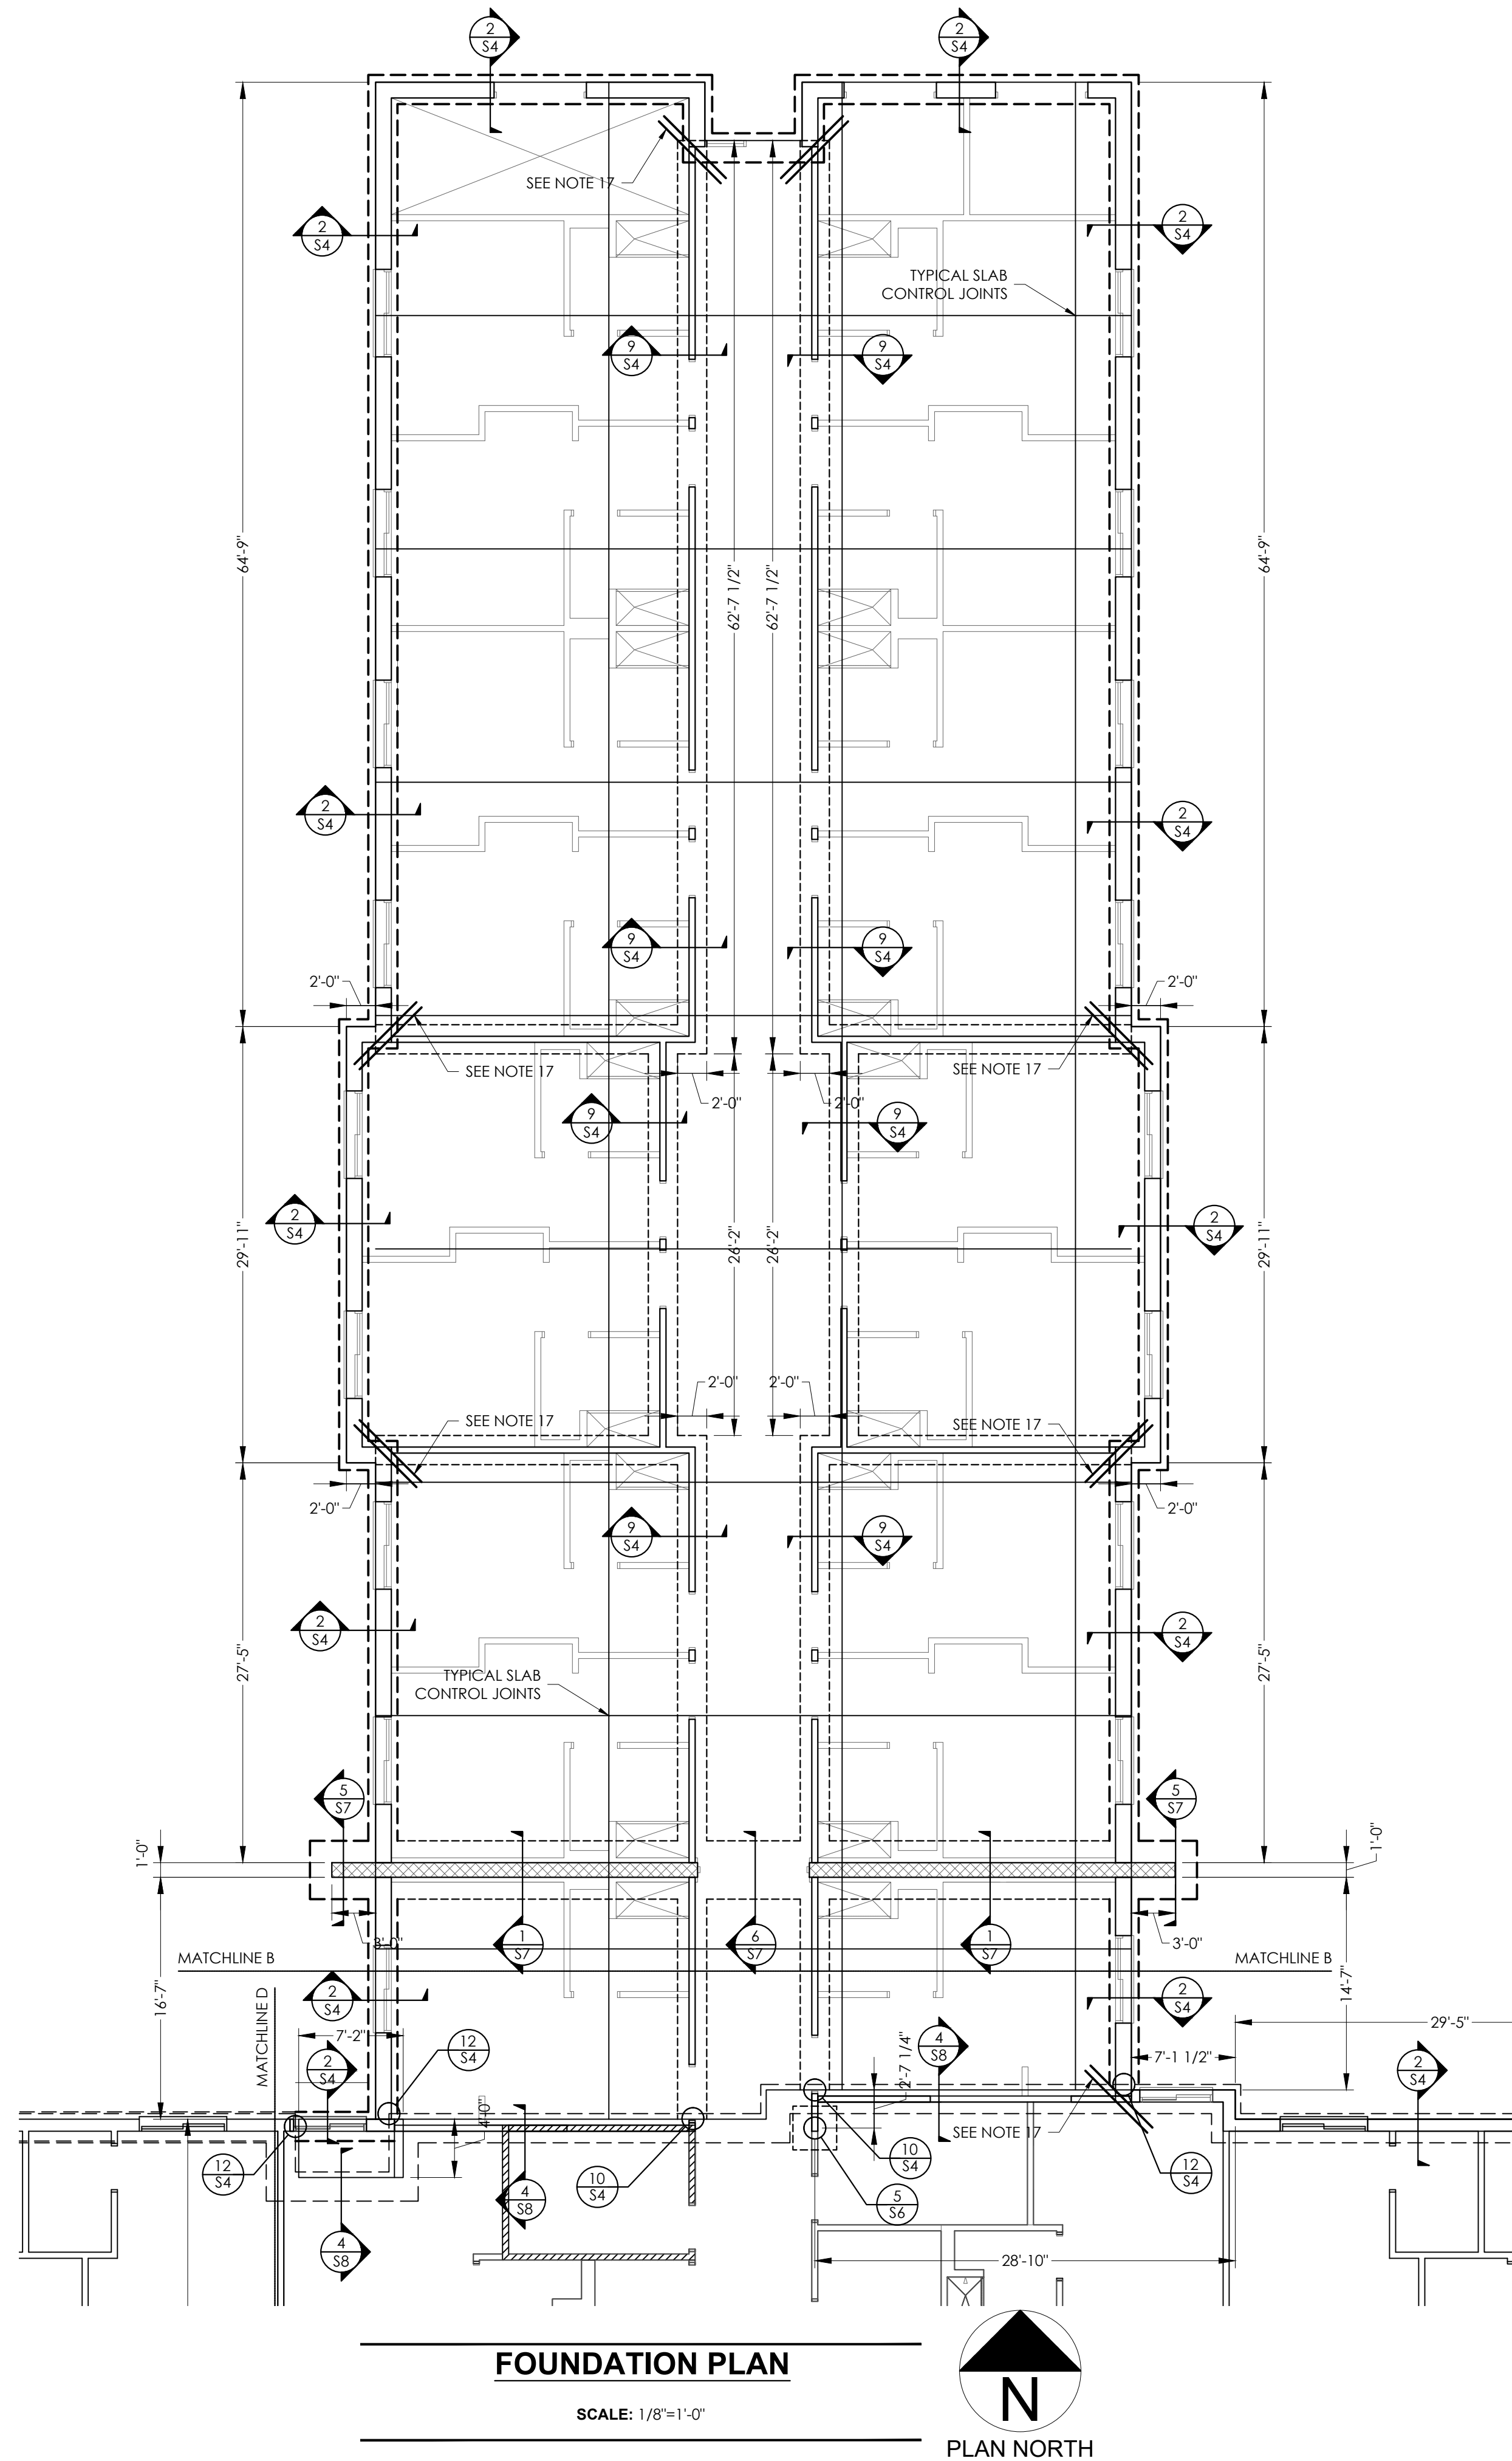 2
S4
2
S4
SEE NOTE 17
2
S4
2
S4
TYPICAL SLAB
CONTROL JOINTS
9
S4
9
S4
64'-9"
62'-7 1/2"
62'-7 1/2"
64'-9"
2
S4
2
S4
9
S4
9
S4
2'-0"
2'-0"
SEE NOTE 17
SEE NOTE 17
2'-0"
2'-0"
9
S4
9
S4
2
S4
2
S4
29'-11"
26'-2"
26'-2"
29'-11"
2'-0"
2'-0"
SEE NOTE 17
SEE NOTE 17
2'-0"
2'-0"
9
S4
9
S4
2
S4
2
S4
27'-5"
27'-5"
TYPICAL SLAB
CONTROL JOINTS
5
S7
5
S7
1'-0"
1'-0"
3'-0"
1
S7
6
S7
1
S7
3'-0"
MATCHLINE B
MATCHLINE B
16'-7"
14'-7"
MATCHLINE D
2
S4
2
S4
7'-2"
12
S4
2'-7 1/4"
4
S8
7'-1 1/2"
29'-5"
2
S4
2
S4
4'-0"
SEE NOTE 17
12
S4
10
S4
10
S4
12
S4
4
S8
5
S6
4
S8
28'-10"
FOUNDATION PLAN
SCALE: 1/8"=1'-0"
N
PLAN NORTH